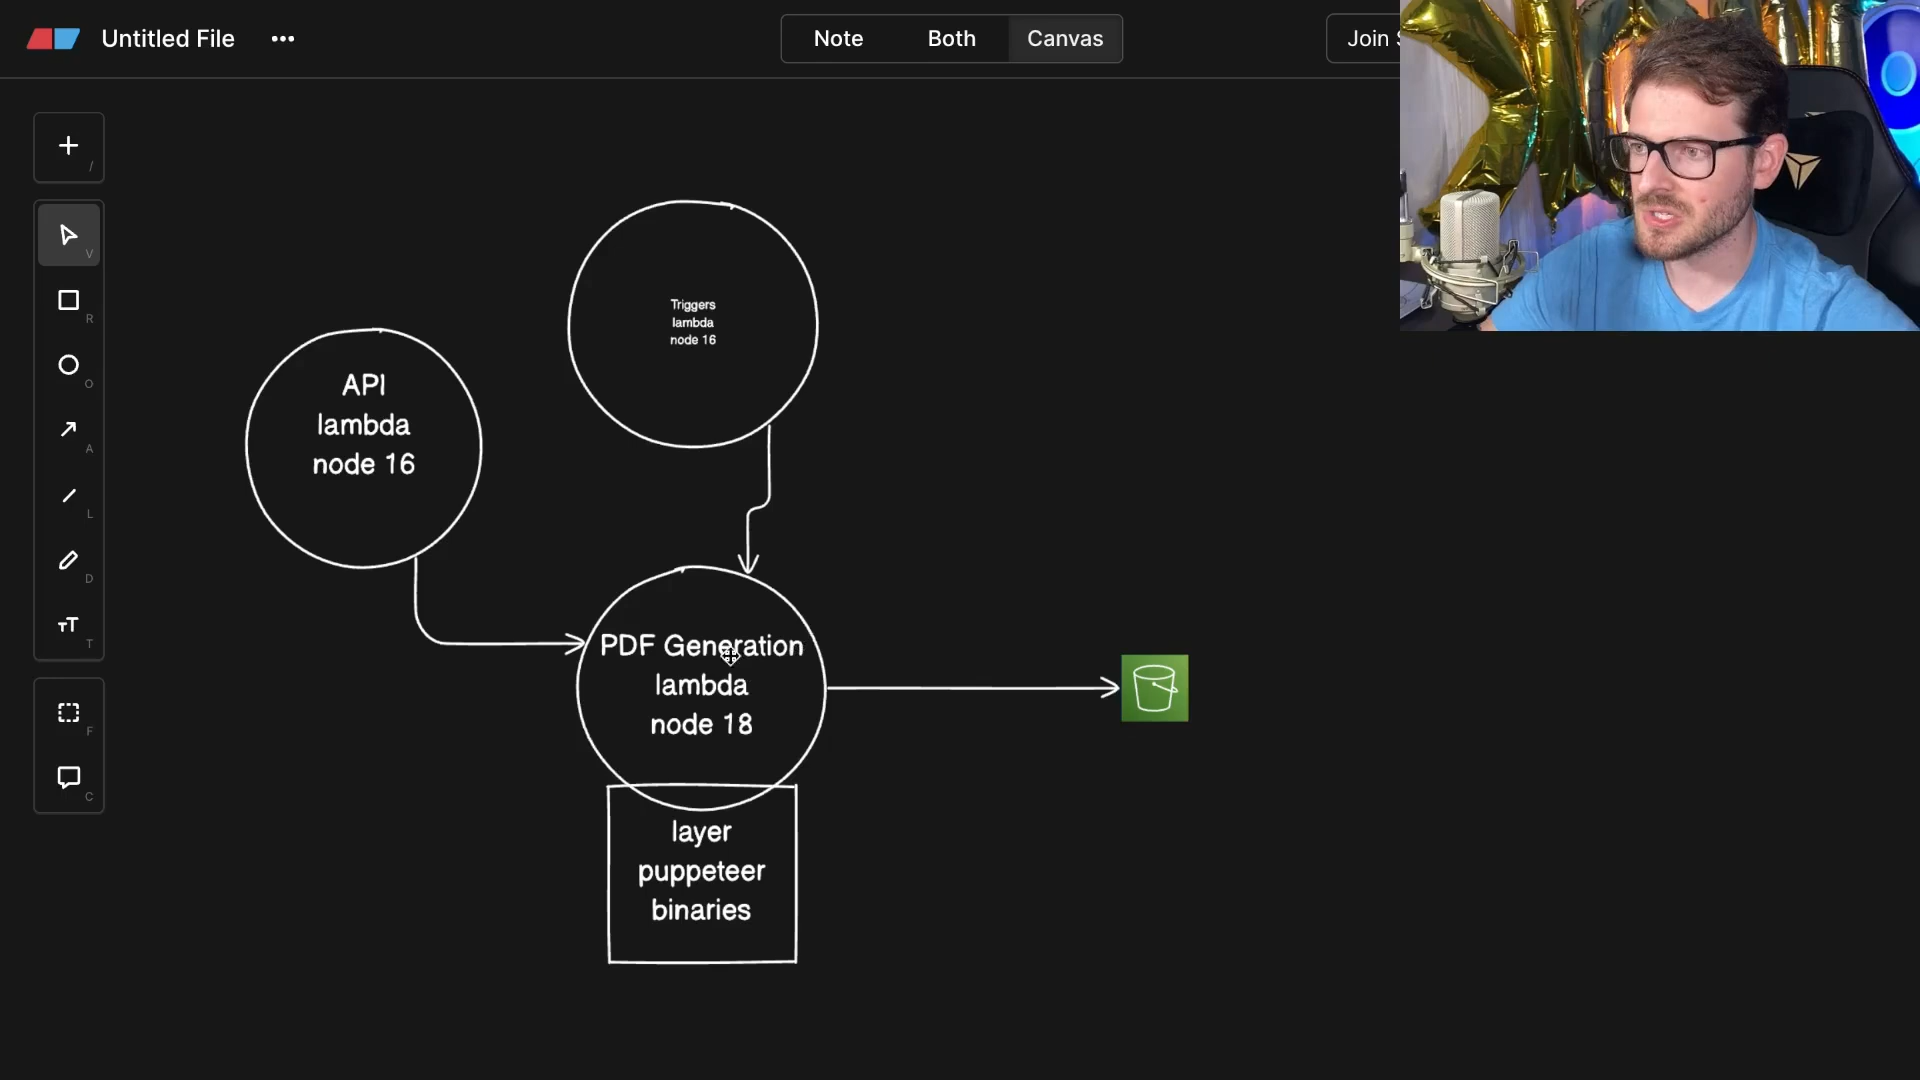 Untitled File
Note
Both
Canvas
Join S
/
V
R
O
A
L
D
T
F
C
Triggers
lambda
node 16
API
lambda
node 16
PDF Generation
lambda
node 18
layer
puppeteer
binaries